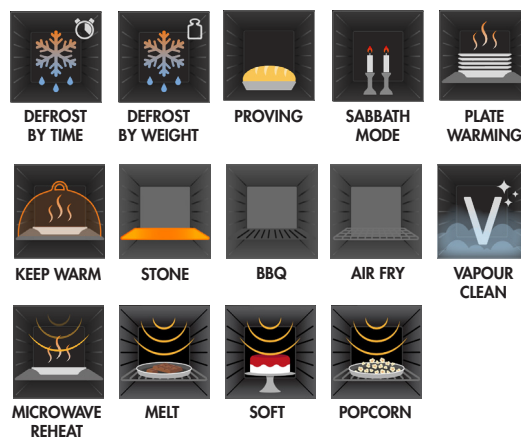 DEFROST
BY TIME
DEFROST
BY WEIGHT
PROVING
SABBATH
MODE
PLATE
WARMING
KEEP WARM
STONE
BBQ
AIR FRY
V
VAPOUR
CLEAN
MICROWAVE
REHEAT
MELT
SOFT
POPCORN